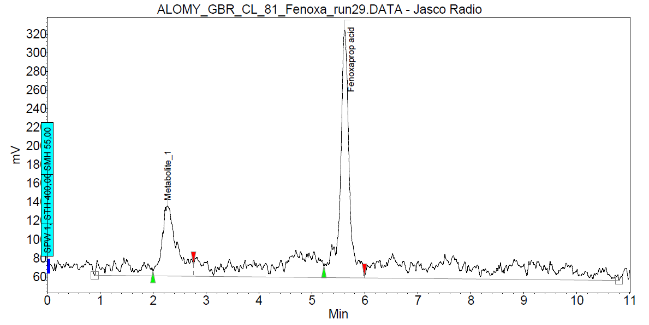 ALOMY_GBR_CL_81_Fenoxa_run29.DATA - Jasco Radio
320
300
280
260
240
220
200
180
160
140
120
100
80
60
mV
SPW 1, STH 400.00 SMH 55.00
Metabolite_1
Fenoxaprop acid
0 1 2 3 4 5 6 7 8 9 10 11
Min